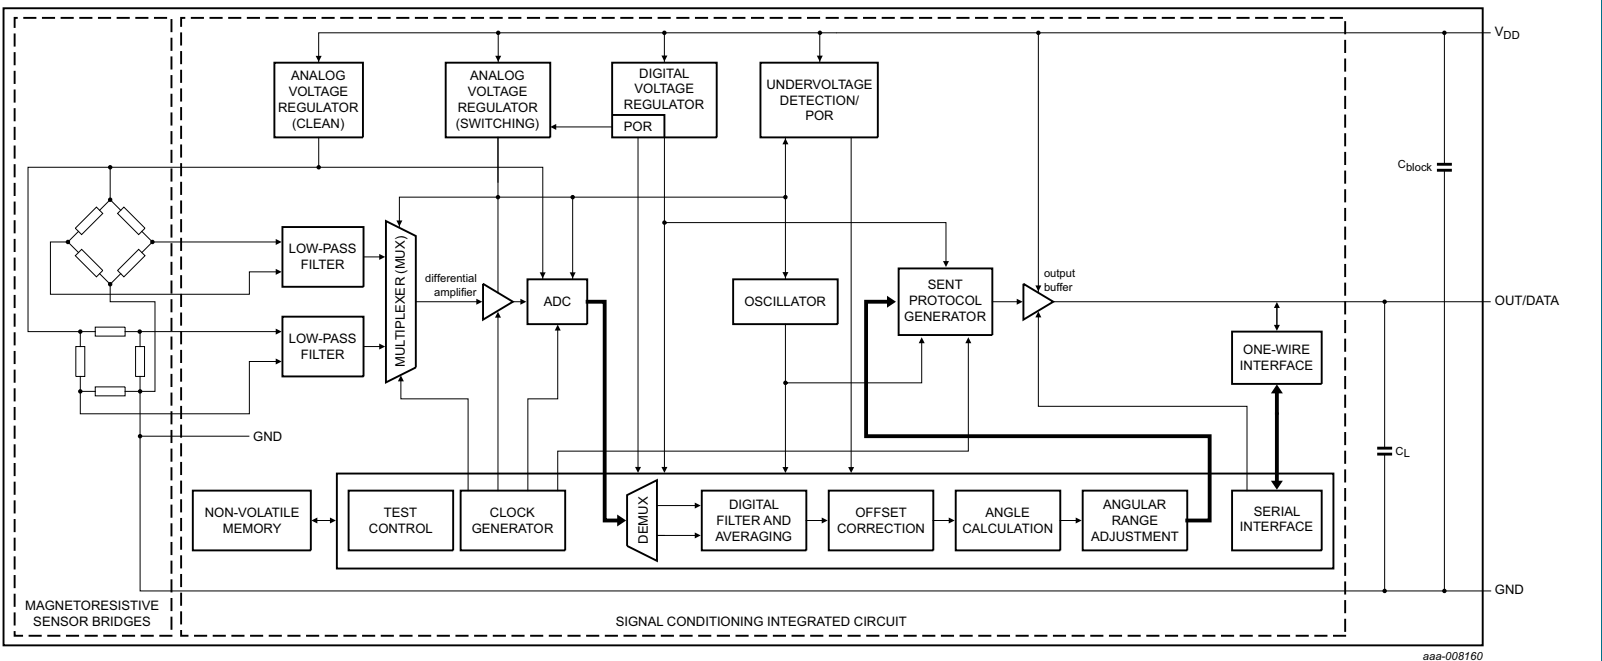 V_DD
ANALOG
VOLTAGE
REGULATOR
(CLEAN)
ANALOG
VOLTAGE
REGULATOR
(SWITCHING)
DIGITAL
VOLTAGE
REGULATOR
POR
UNDERVOLTAGE
DETECTION/
POR
C_block
LOW-PASS
FILTER
LOW-PASS
FILTER
MULTIPLEXER (MUX)
differential
amplifier
ADC
OSCILLATOR
SENT
PROTOCOL
GENERATOR
output
buffer
OUT/DATA
ONE-WIRE
INTERFACE
GND
C_L
NON-VOLATILE
MEMORY
TEST
CONTROL
CLOCK
GENERATOR
DEMUX
DIGITAL
FILTER AND
AVERAGING
OFFSET
CORRECTION
ANGLE
CALCULATION
ANGULAR
RANGE
ADJUSTMENT
SERIAL
INTERFACE
GND
MAGNETORESISTIVE
SENSOR BRIDGES
SIGNAL CONDITIONING INTEGRATED CIRCUIT
aaa-008160